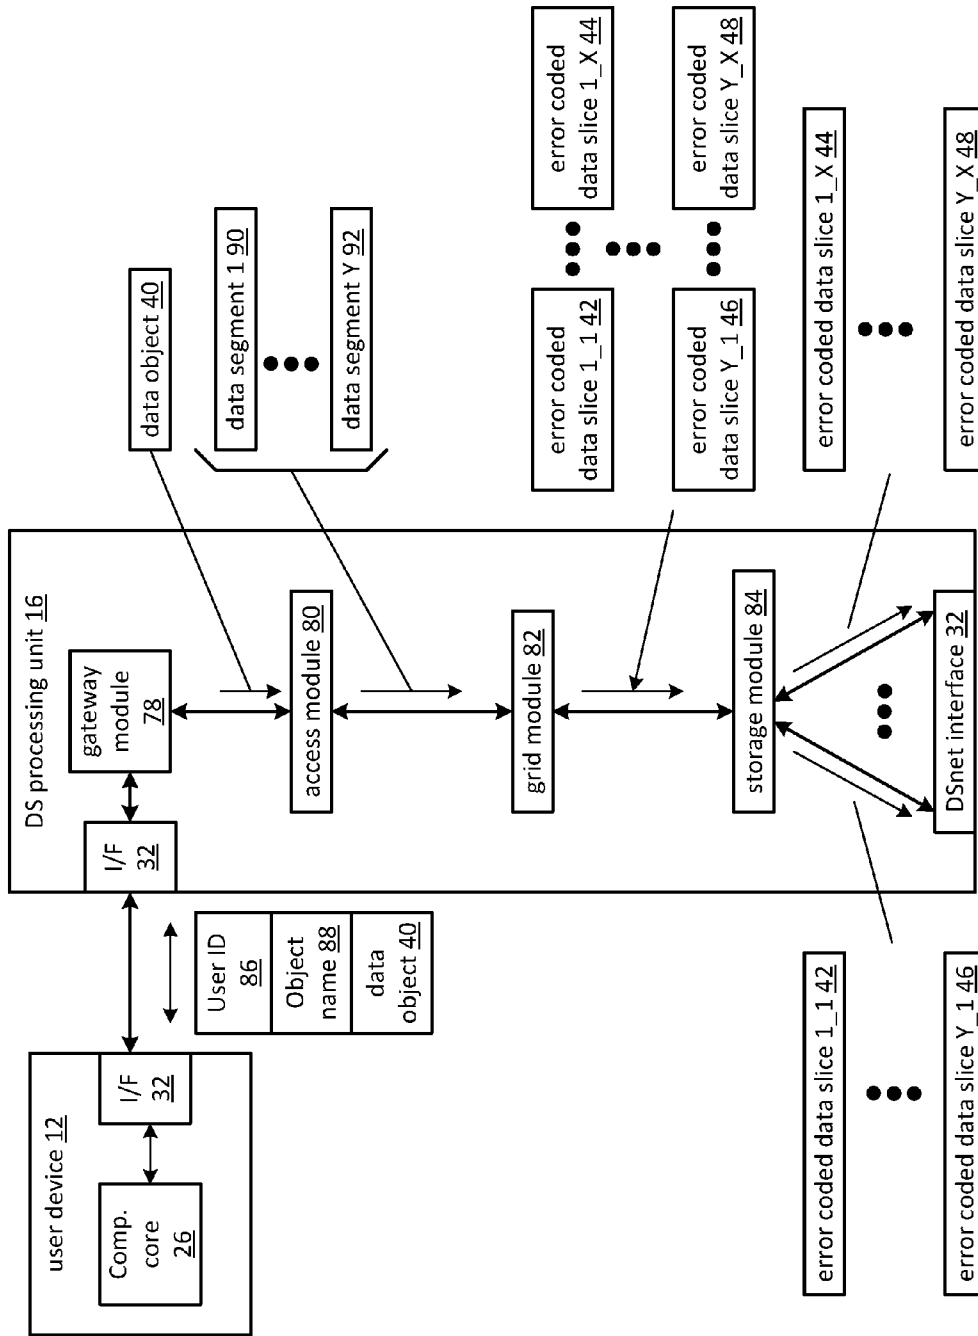 user device 12
Comp.
core
26
I/F
32
User ID
86
Object
name 88
data
object 40
DS processing unit 16
I/F
32
gateway
module
78
access module 80
grid module 82
storage module 84
DSnet interface 32
data object 40
data segment 1 90
data segment Y 92
error coded
data slice 1_1 42
error coded
data slice 1_X 44
error coded
data slice Y_1 46
error coded
data slice Y_X 48
error coded data slice 1_1 42
error coded data slice Y_1 46
error coded data slice 1_X 44
error coded data slice Y_X 48